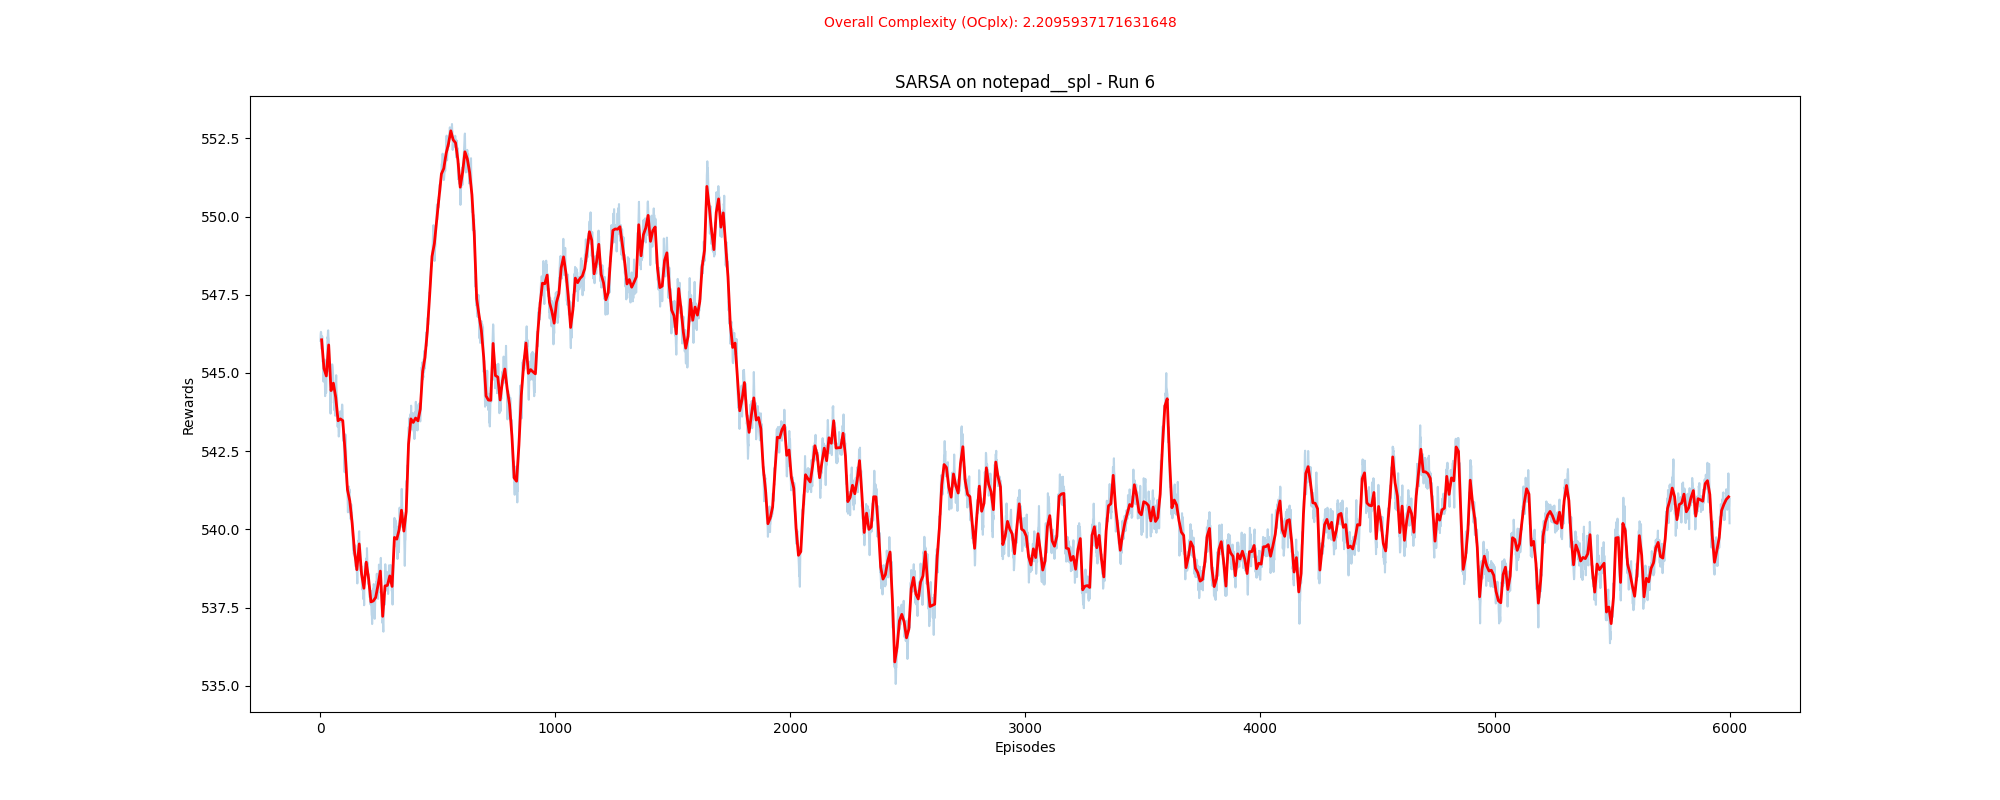 Overall Complexity (OCplx): 2.2095937171631648
SARSA on notepad__spl - Run 6
552.5
550.0
547.5
545.0
542.5
540.0
537.5
535.0
Rewards
0 1000 2000 3000 4000 5000 6000
Episodes